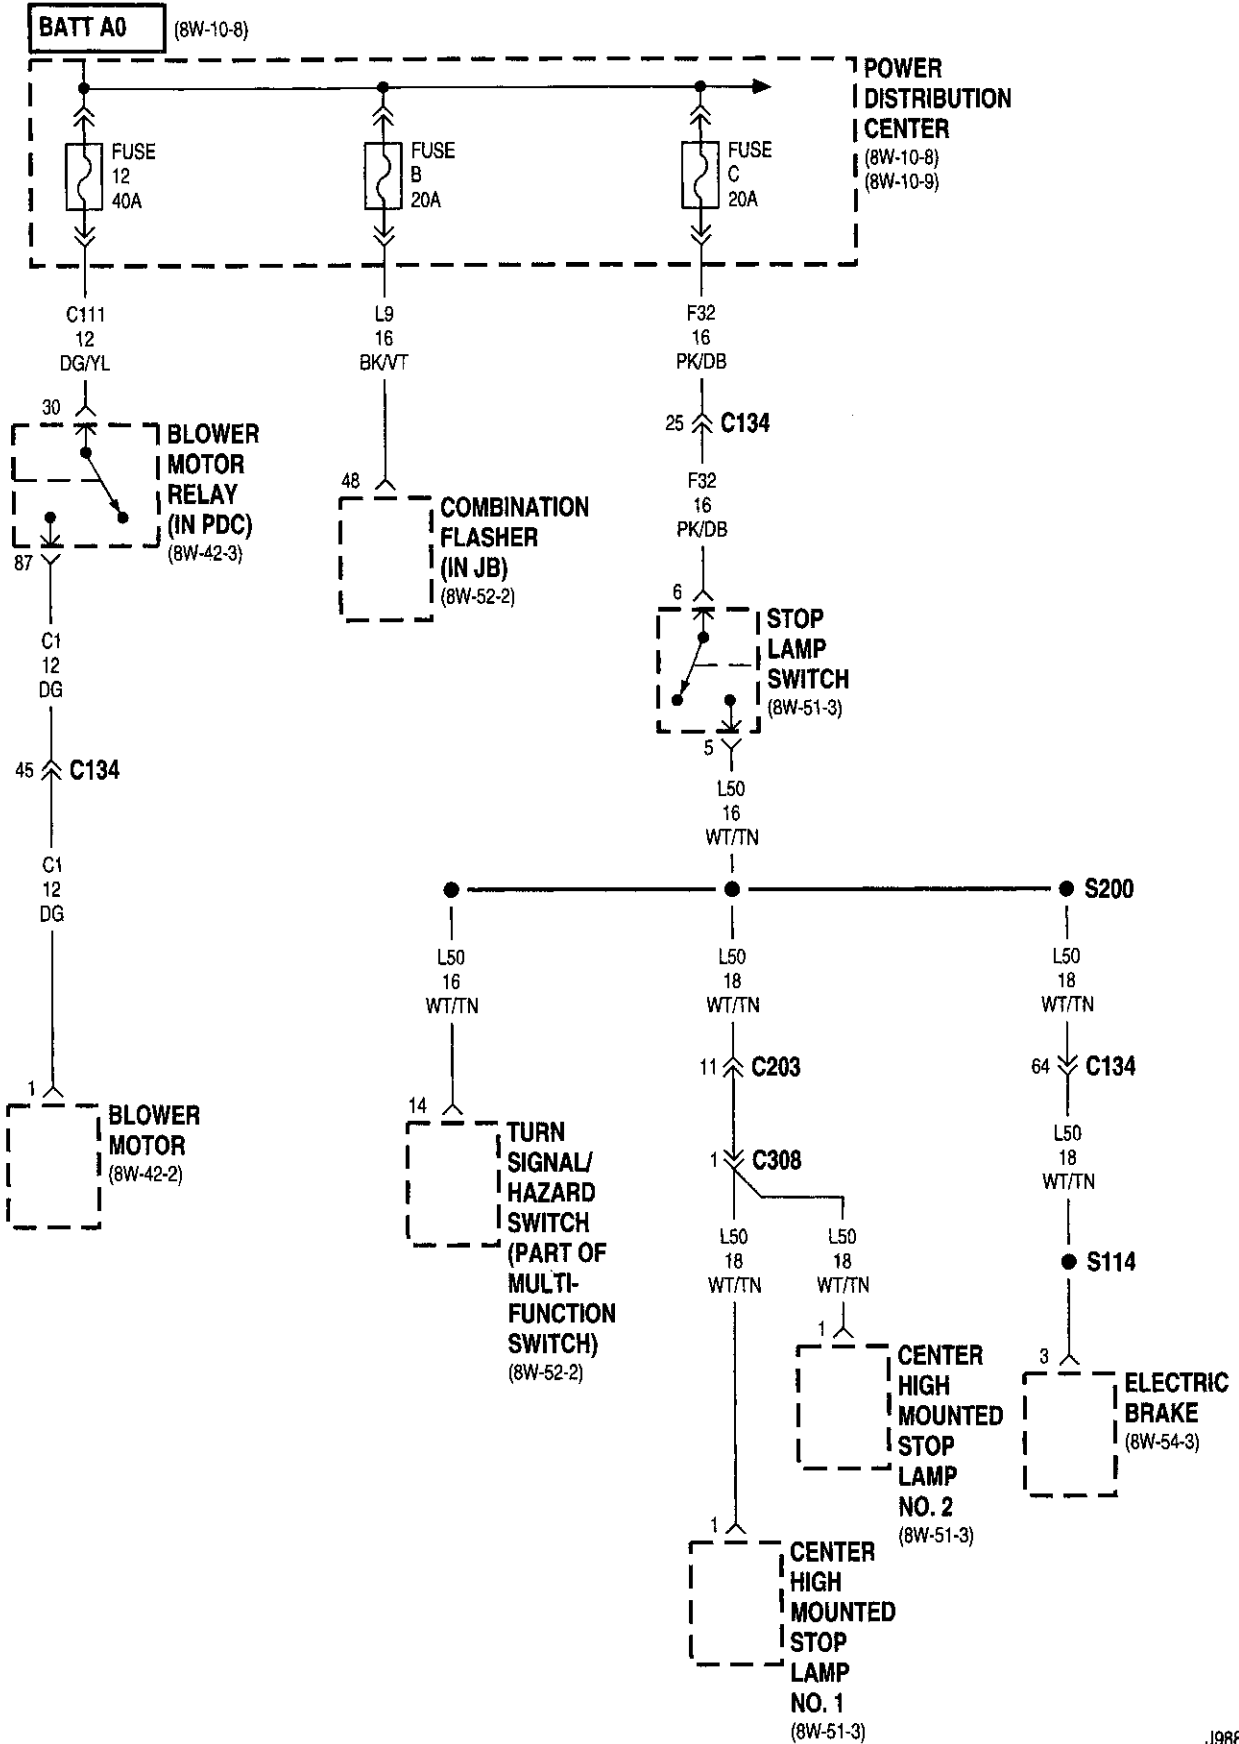 BATT A0 (8W-10-8)
POWER
DISTRIBUTION
CENTER
(8W-10-8)
(8W-10-9)
FUSE
12
40A
FUSE
B
20A
FUSE
C
20A
C111
12
DG/YL
L9
16
BK/VT
F32
16
PK/DB
30
BLOWER
MOTOR
RELAY
(IN PDC)
(8W-42-3)
87
25 C134
F32
16
PK/DB
48
COMBINATION
FLASHER
(IN JB)
(8W-52-2)
6
STOP
LAMP
SWITCH
(8W-51-3)
5
C1
12
DG
45 C134
C1
12
DG
L50
16
WT/TN
S200
L50
16
WT/TN
L50
18
WT/TN
L50
18
WT/TN
11 C203
64 C134
1
BLOWER
MOTOR
(8W-42-2)
14
TURN
SIGNAL/
HAZARD
SWITCH
(PART OF
MULTI-
FUNCTION
SWITCH)
(8W-52-2)
1 C308
L50
18
WT/TN
L50
18
WT/TN
L50
18
WT/TN
S114
1
CENTER
HIGH
MOUNTED
STOP
LAMP
NO. 2
(8W-51-3)
3
ELECTRIC
BRAKE
(8W-54-3)
1
CENTER
HIGH
MOUNTED
STOP
LAMP
NO. 1
(8W-51-3)
J988